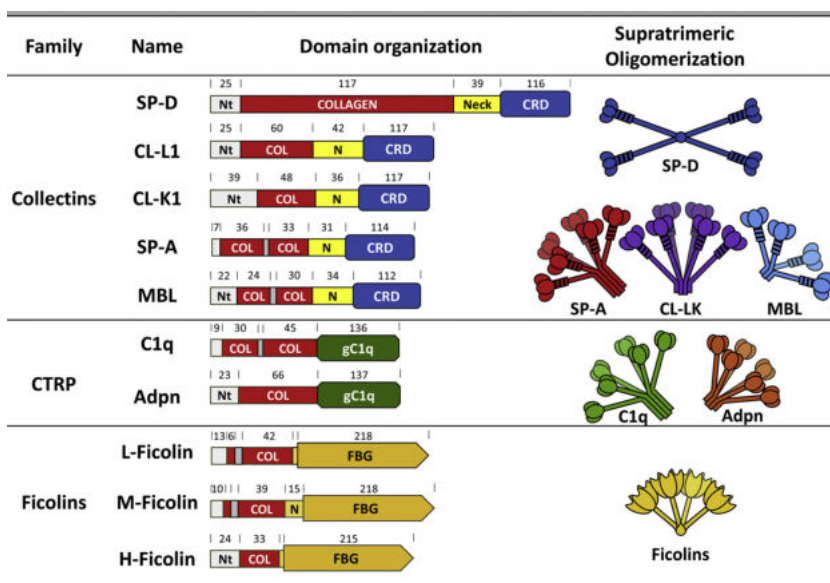 Family Name Domain organization Supratrimeric
Oligomerization
25 117 39 116
SP-D Nt COLLAGEN Neck CRD
25 60 42 117
CL-L1 Nt COL N CRD
39 48 36 117
CL-K1 Nt COL N CRD
Collectins
7 36 33 31 114
SP-A COL COL N CRD
22 24 30 34 112
MBL Nt COL COL N CRD
SP-D
SP-A CL-LK MBL
9 30 45 136
C1q COL COL gC1q
CTRP
23 66 137
Adpn Nt COL gC1q
C1q Adpn
13 6 42 218
L-Ficolin COL FBG
10 39 15 218
Ficolins M-Ficolin COL N FBG
24 33 215
H-Ficolin Nt COL FBG
Ficolins